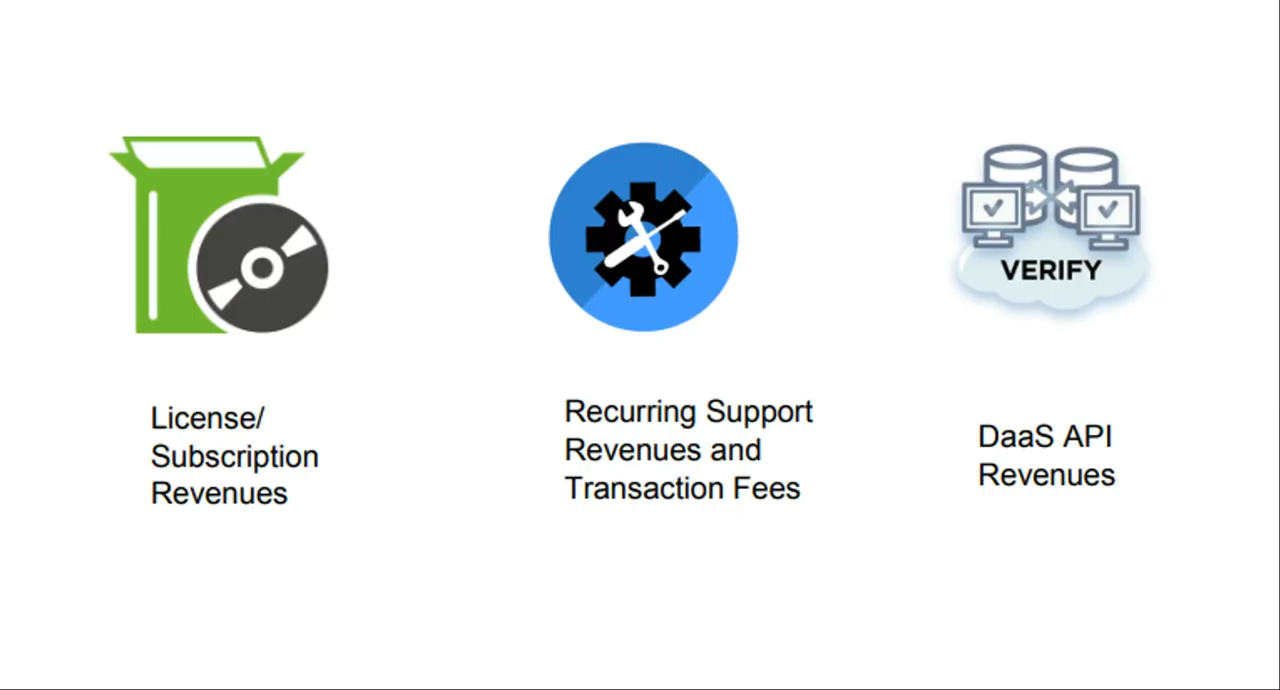 VERIFY
License/
Subscription
Revenues
Recurring Support
Revenues and
Transaction Fees
DaaS API
Revenues